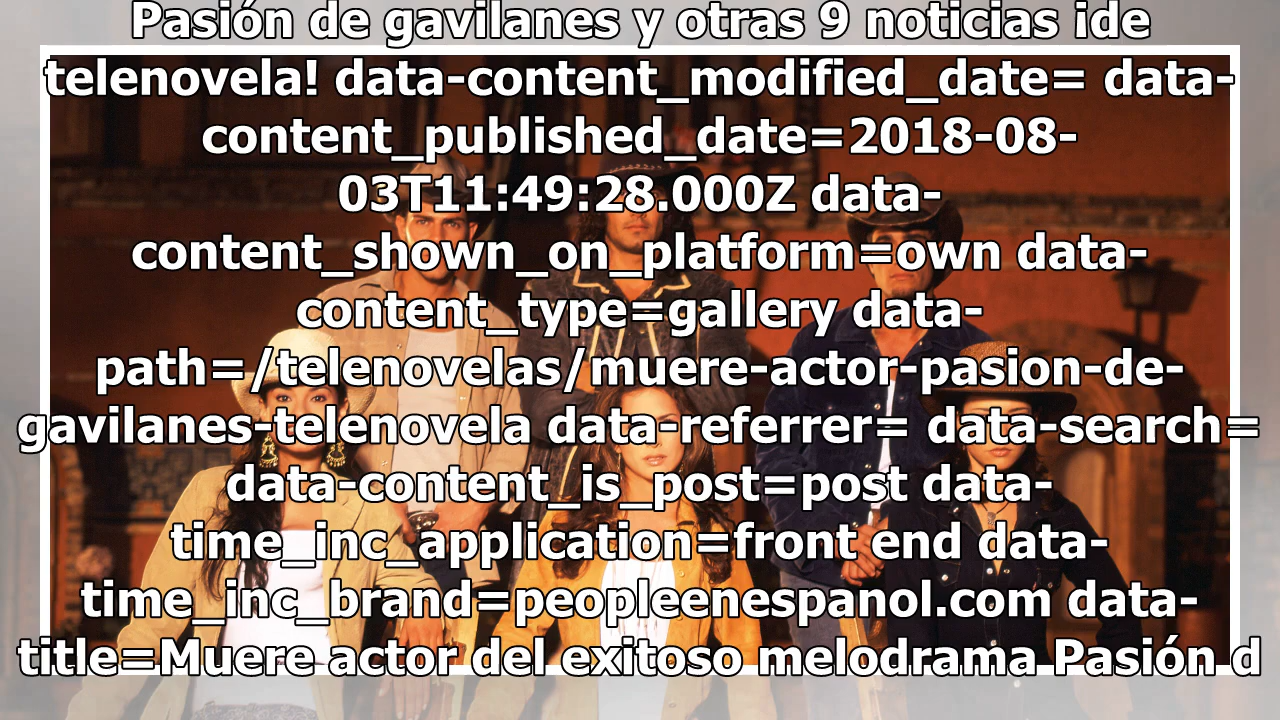 Pasión de gavilanes y otras 9 noticias ide
telenovela! data-content_modified_date= data-
content_published_date=2018-08-
03T11:49:28.000Z data-
content_shown_on_platform=own data-
content_type=gallery data-
path=/telenovelas/muere-actor-pasion-de-
gavilanes-telenovela data-referrer= data-search=
data-content_is_post=post data-
time_inc_application=front end data-
time_inc_brand=peopleenespanol.com data-
title=Muere actor del exitoso melodrama Pasión d